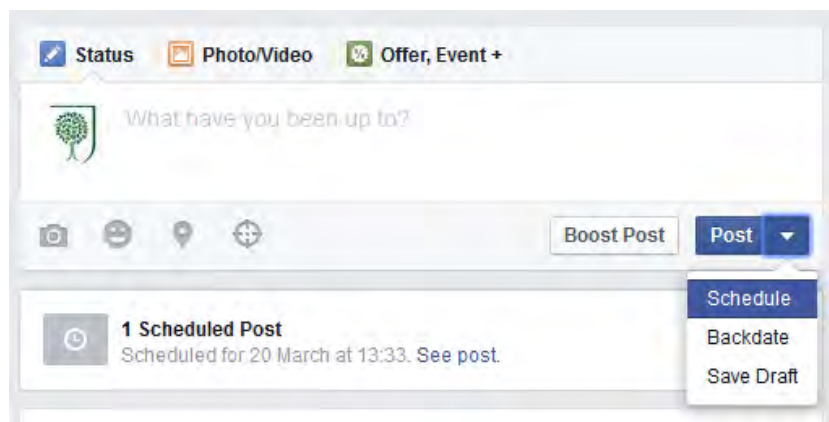 Status Photo/Video Offer, Event +
What have you been up to?
Boost Post Post
Schedule
1 Scheduled Post
Backdate
Scheduled for 20 March at 13:33. See post.
Save Draft